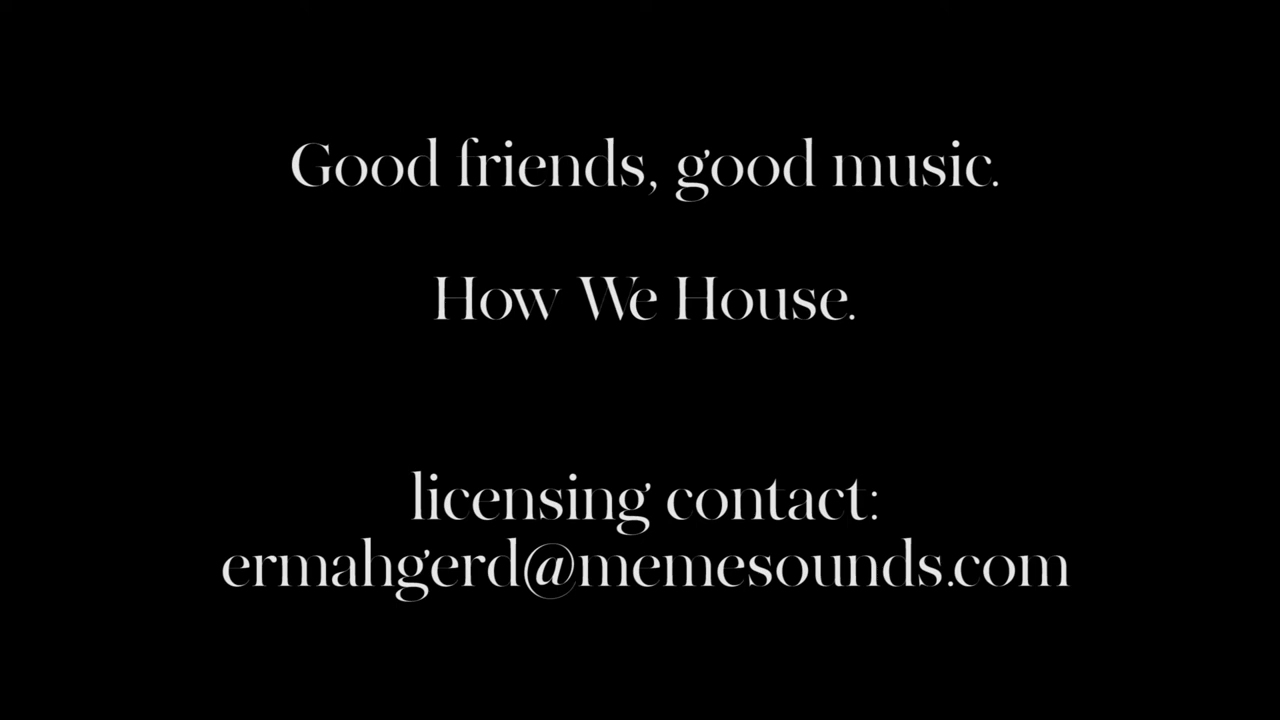 Good friends, good music.
How We House.
licensing contact:
ermahgerd@memesounds.com